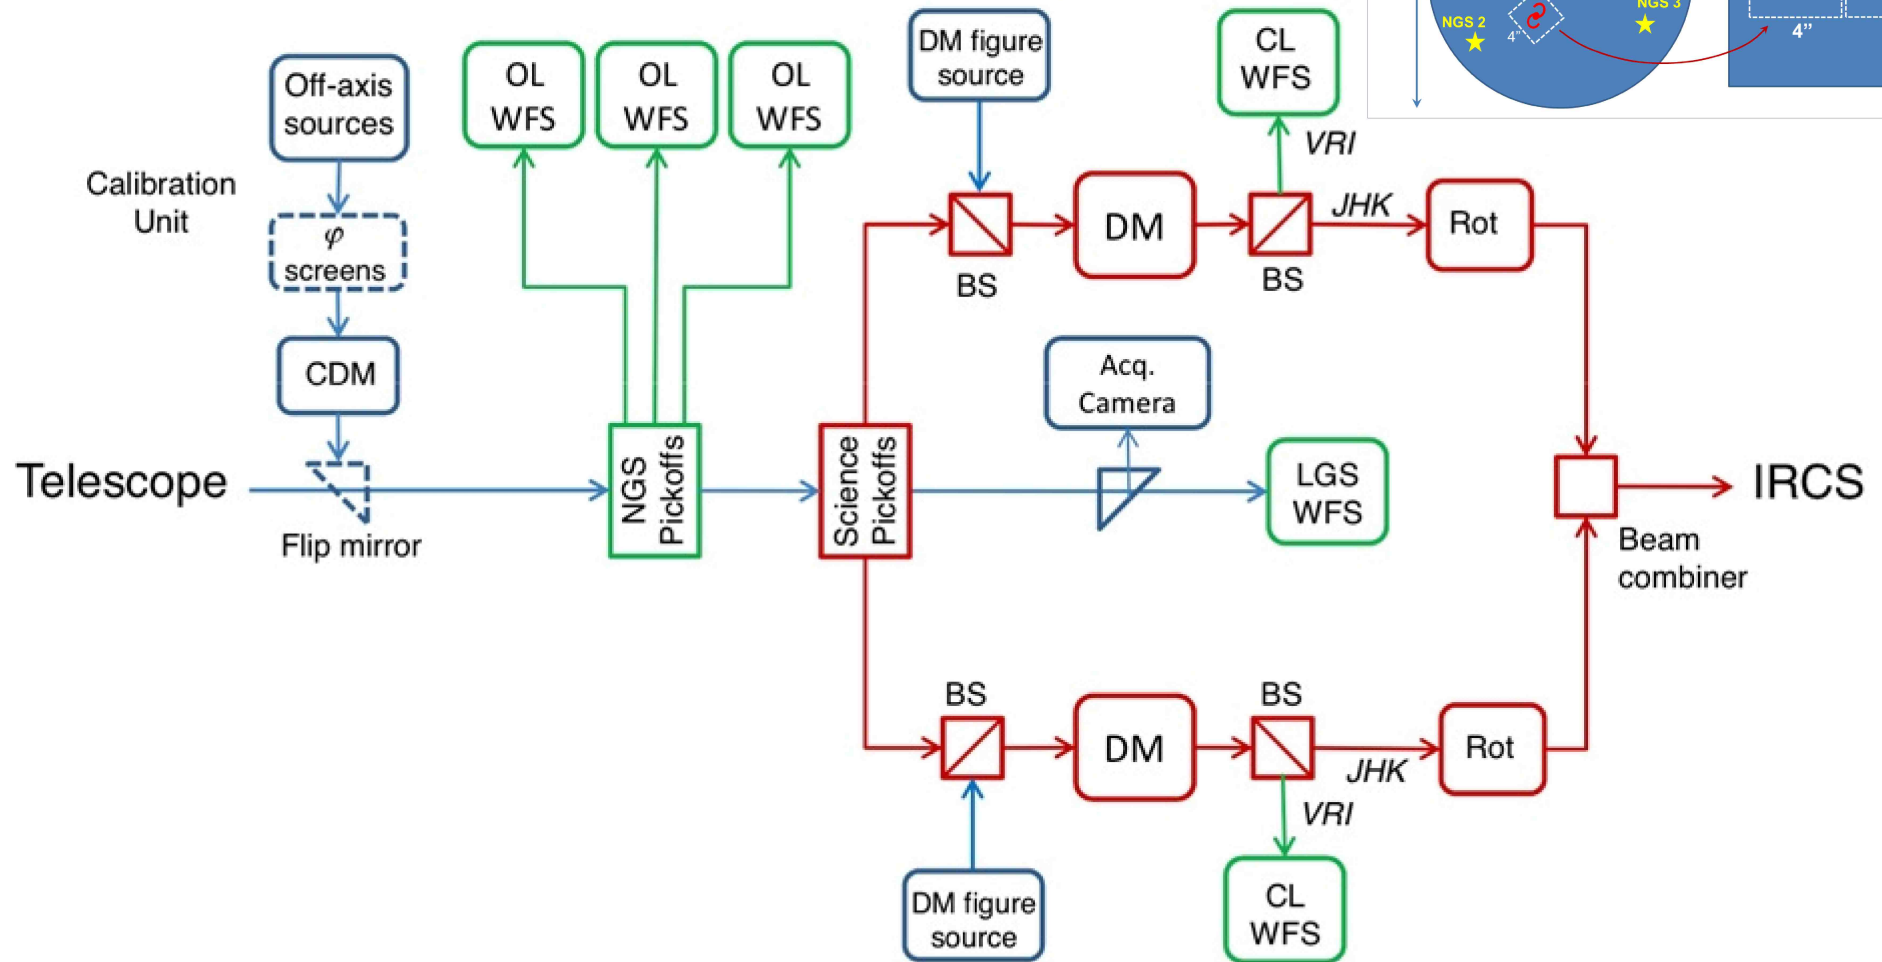 DM figure
source
CL
WFS
NGS 2
4"
NGS 3
4”
Off-axis
sources
OL
WFS
OL
WFS
OL
WFS
VRI
Calibration
Unit
φ
screens
BS
DM
BS
JHK
Rot
CDM
Acq.
Camera
Telescope
Flip mirror
NGS
Pickoffs
Science
Pickoffs
LGS
WFS
IRCS
Beam
combiner
BS
DM
BS
JHK
Rot
VRI
DM figure
source
CL
WFS